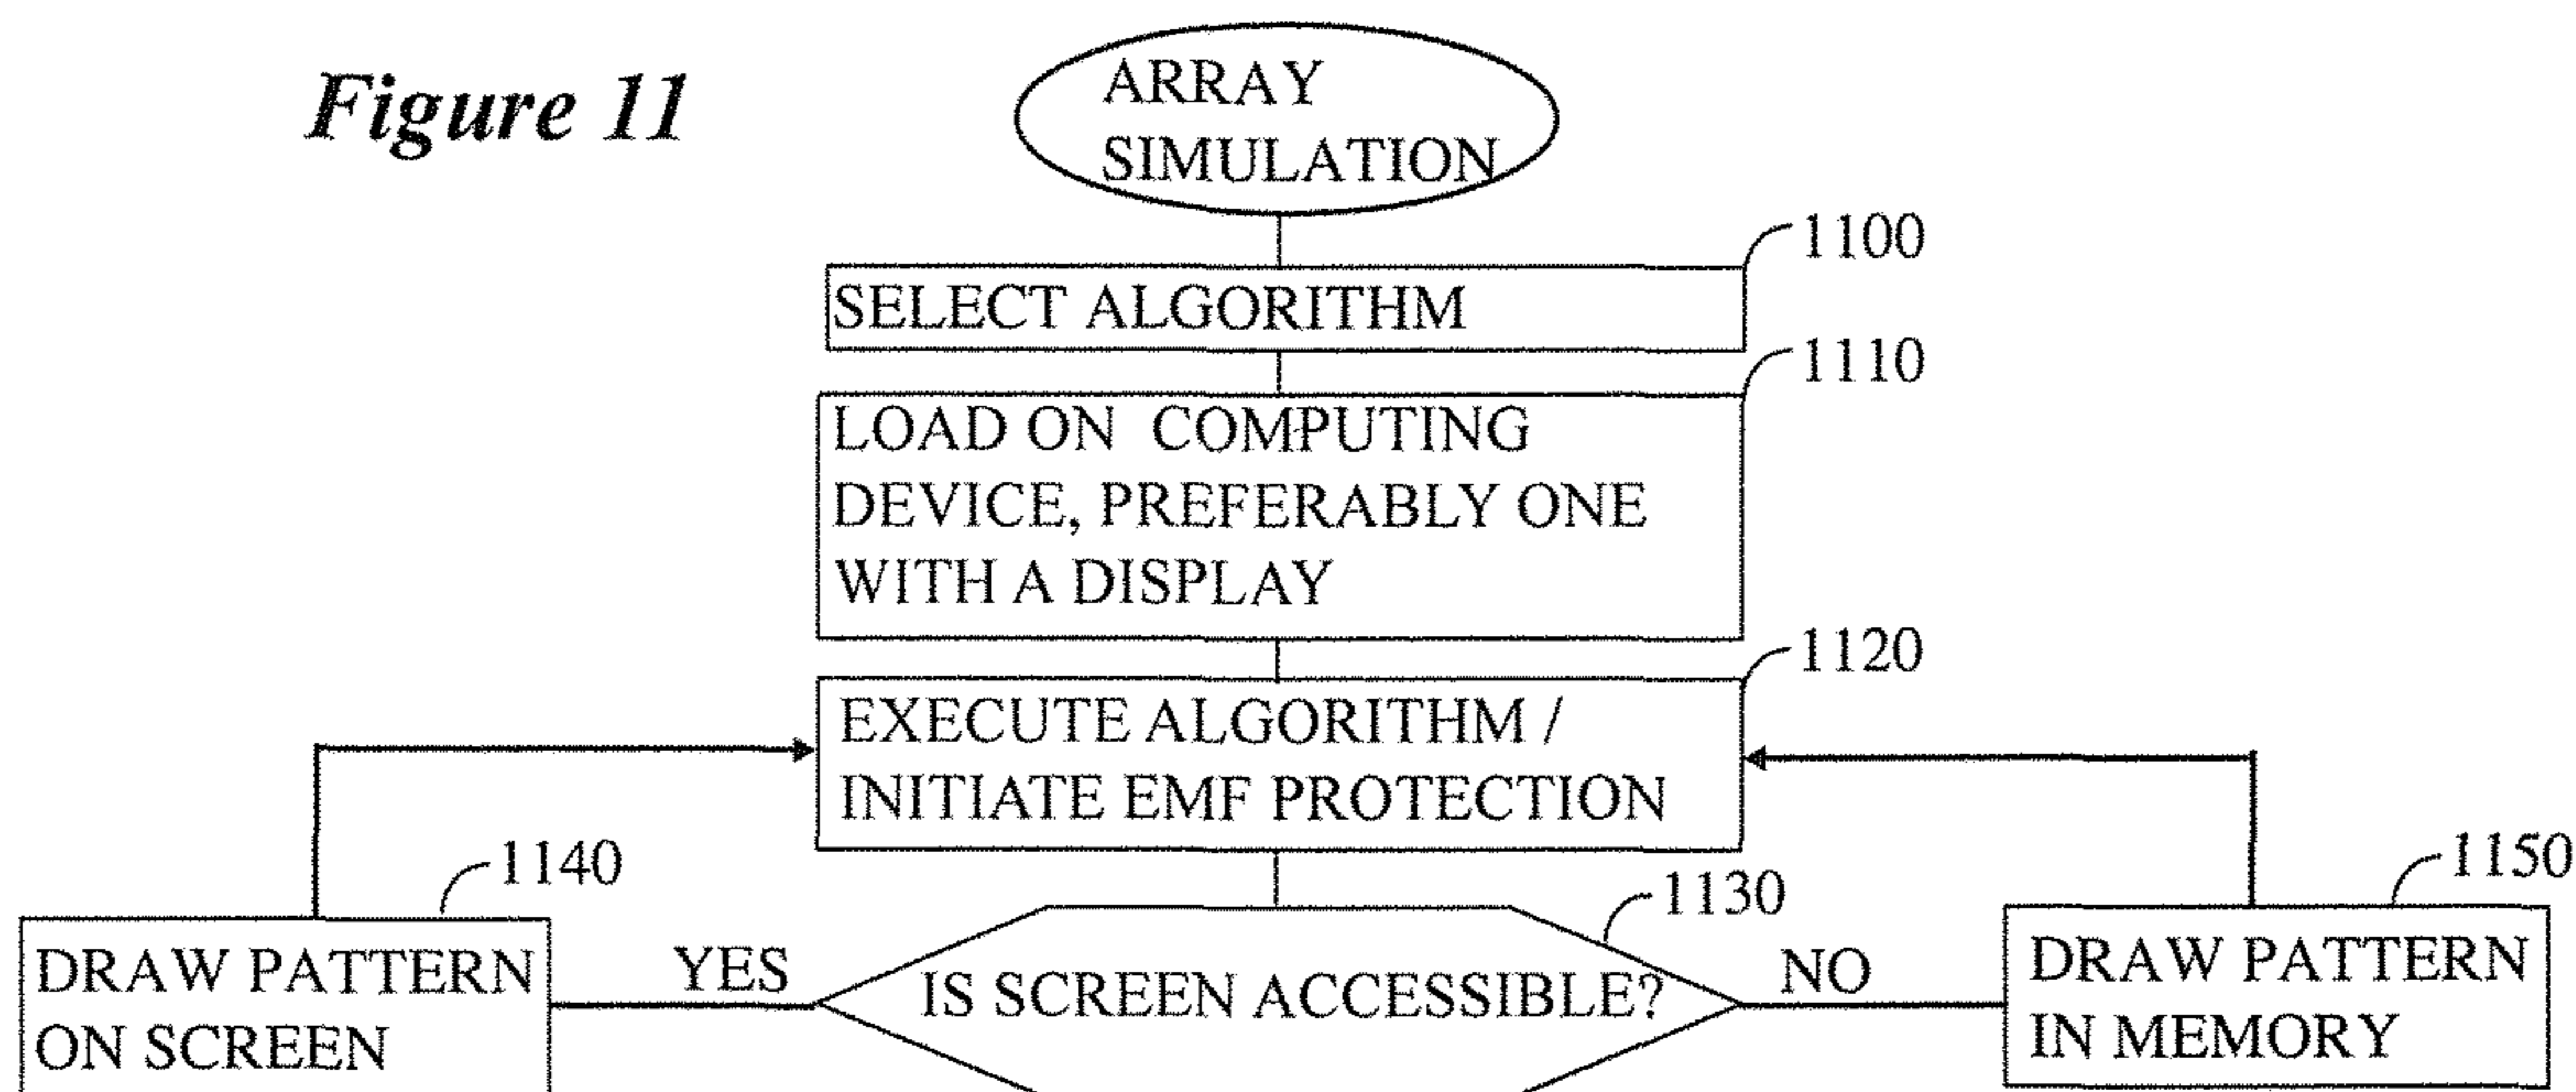 Figure 11
ARRAY
SIMULATION
1100
SELECT ALGORITHM
1110
LOAD ON COMPUTING
DEVICE, PREFERABLY ONE
WITH A DISPLAY
1120
EXECUTE ALGORITHM /
INITIATE EMF PROTECTION
1140
1130
1150
DRAW PATTERN
ON SCREEN
YES
IS SCREEN ACCESSIBLE?
NO
DRAW PATTERN
IN MEMORY